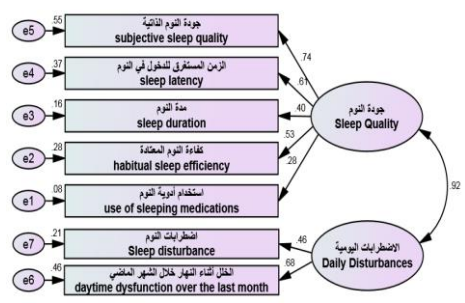 .55
e5
جودة النوم الذاتية
subjective sleep quality
.74
.37
e4
الزمن المستغرق للدخول في النوم
sleep latency
.61
.16
e3
مدة النوم
sleep duration
.40
جودة النوم
Sleep Quality
.28
e2
كفاءة النوم المعتادة
habitual sleep efficiency
.53
.08
e1
استخدام أدوية النوم
use of sleeping medications
.28
.92
.21
e7
اضطرابات النوم
Sleep disturbance
.46
الاضطرابات اليومية
Daily Disturbances
.46
e6
الخلل أثناء النهار خلال الشهر الماضي
daytime dysfunction over the last month
.68